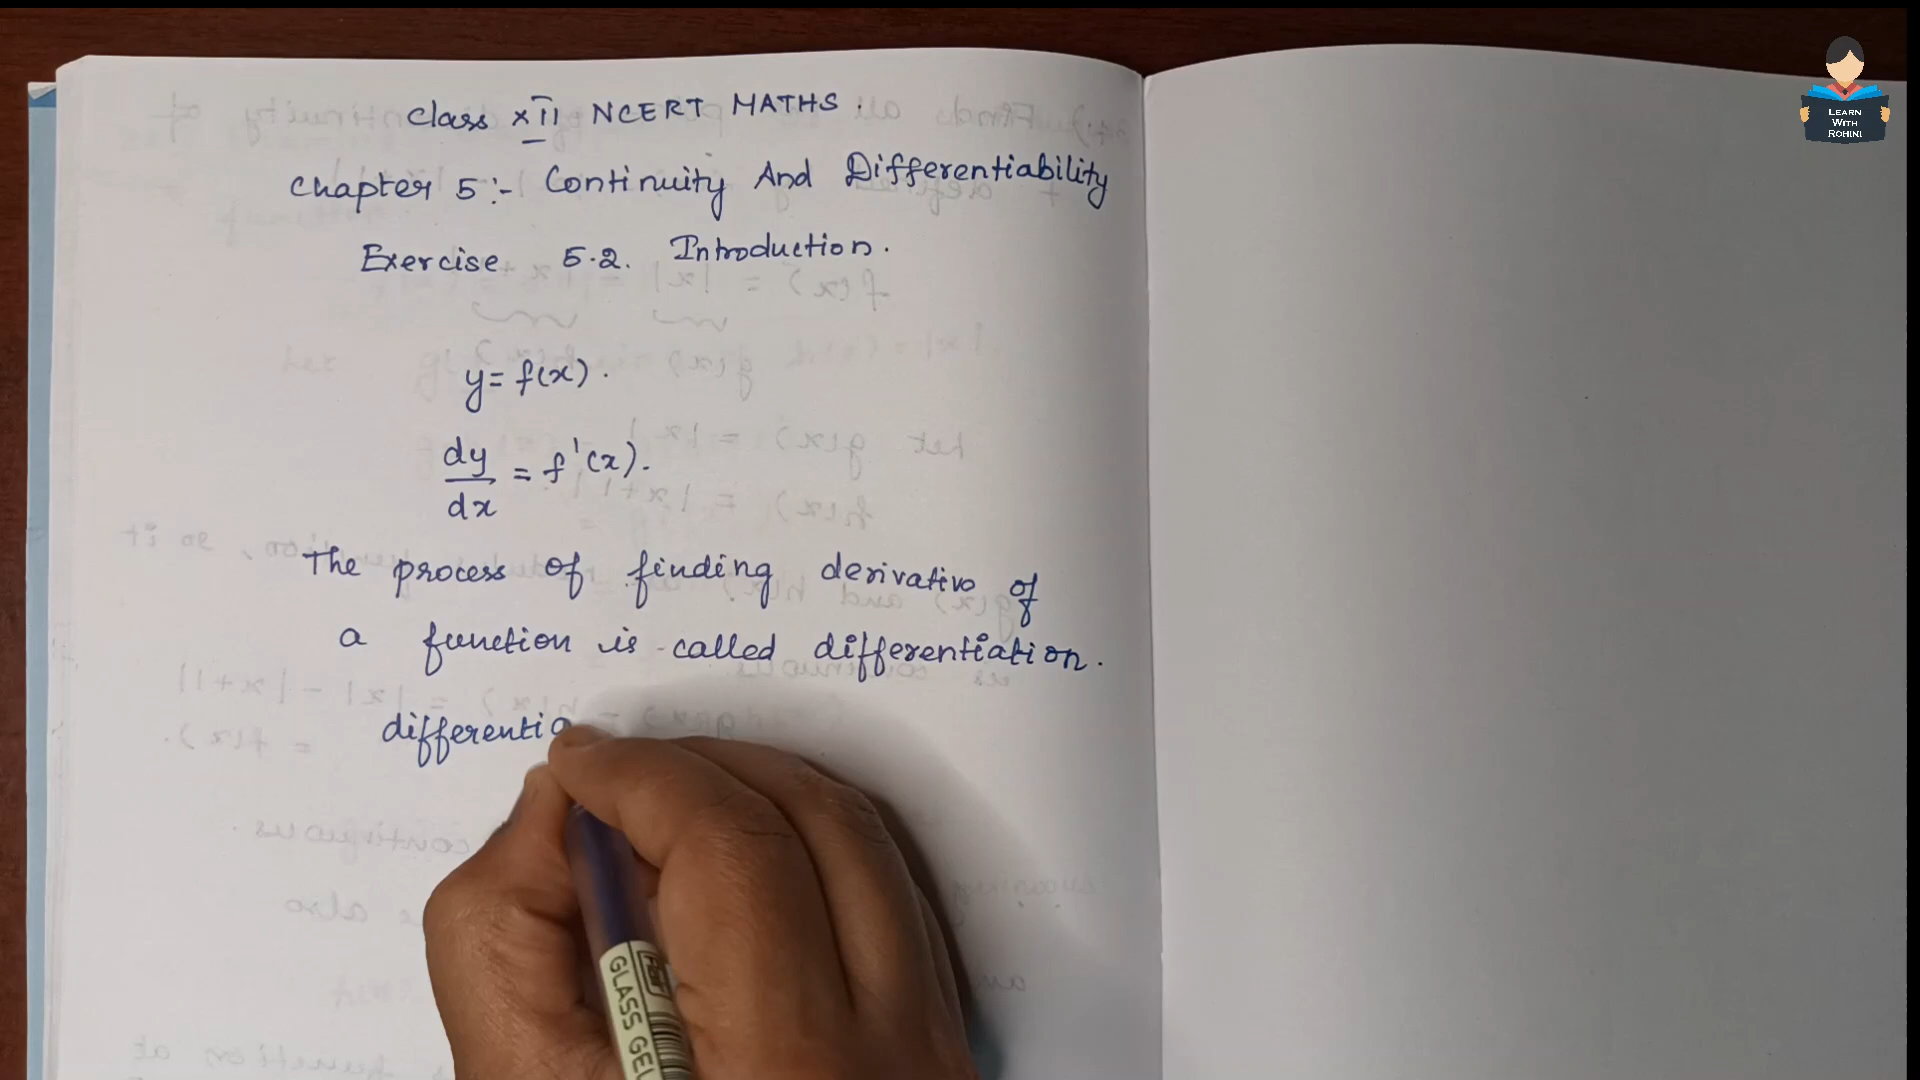 Class XII NCERT MATHS.
Chapter 5:- Continuity And Differentiability
Exercise 5.2. Introduction.
y = f(x).
dy/dx = f'(x).
The process of finding derivative of
a function is called differentiation.
differentia
LEARN
WITH
ROHINI
GLASS GEL